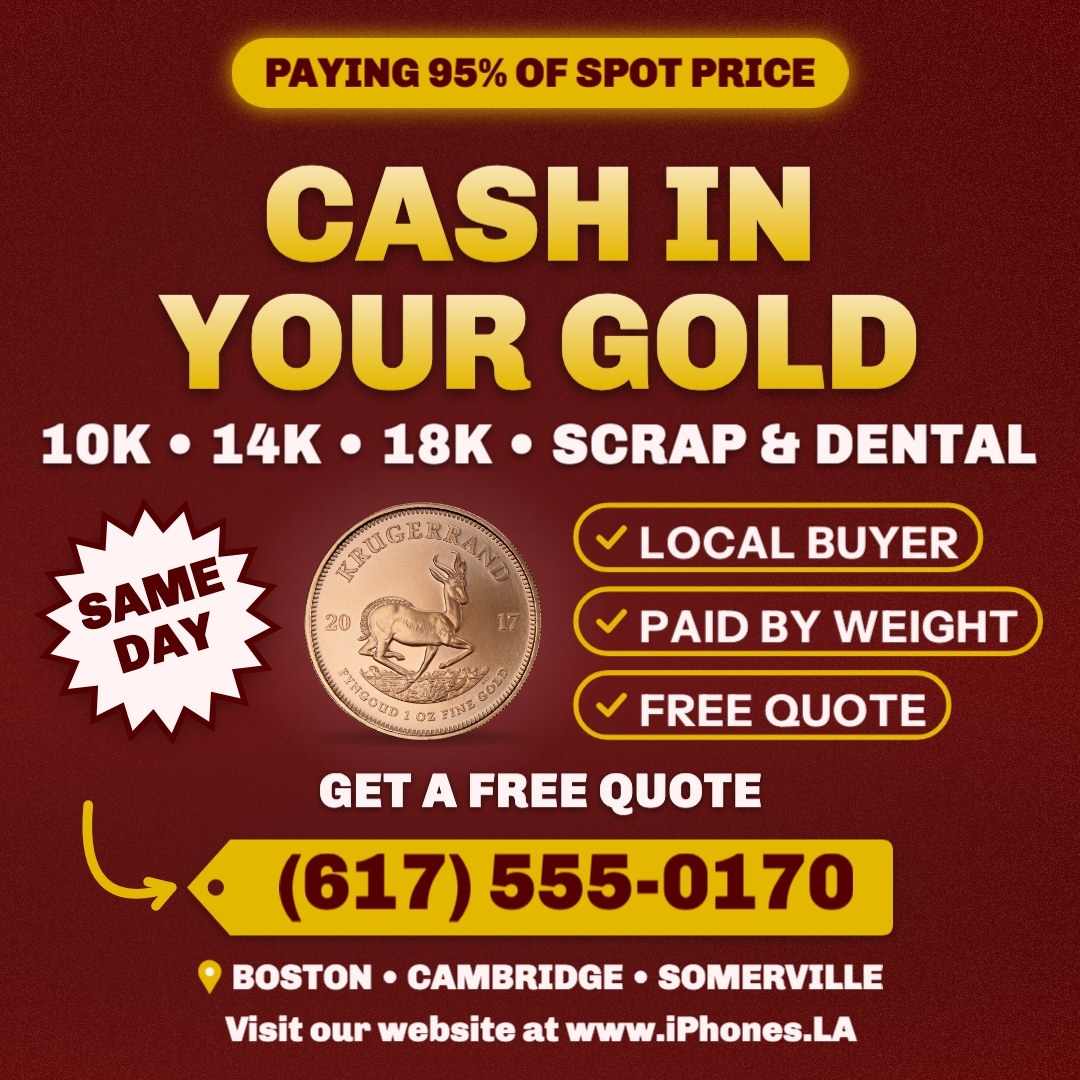 PAYING 95% OF SPOT PRICE
CASH IN
YOUR GOLD
10K • 14K • 18K • SCRAP & DENTAL
SAME
DAY
KRUGERRAND
20 17
FYNGOUD 1 OZ FINE GOLD
LOCAL BUYER
PAID BY WEIGHT
FREE QUOTE
GET A FREE QUOTE
(617) 555-0170
BOSTON • CAMBRIDGE • SOMERVILLE
Visit our website at www.iPhones.LA